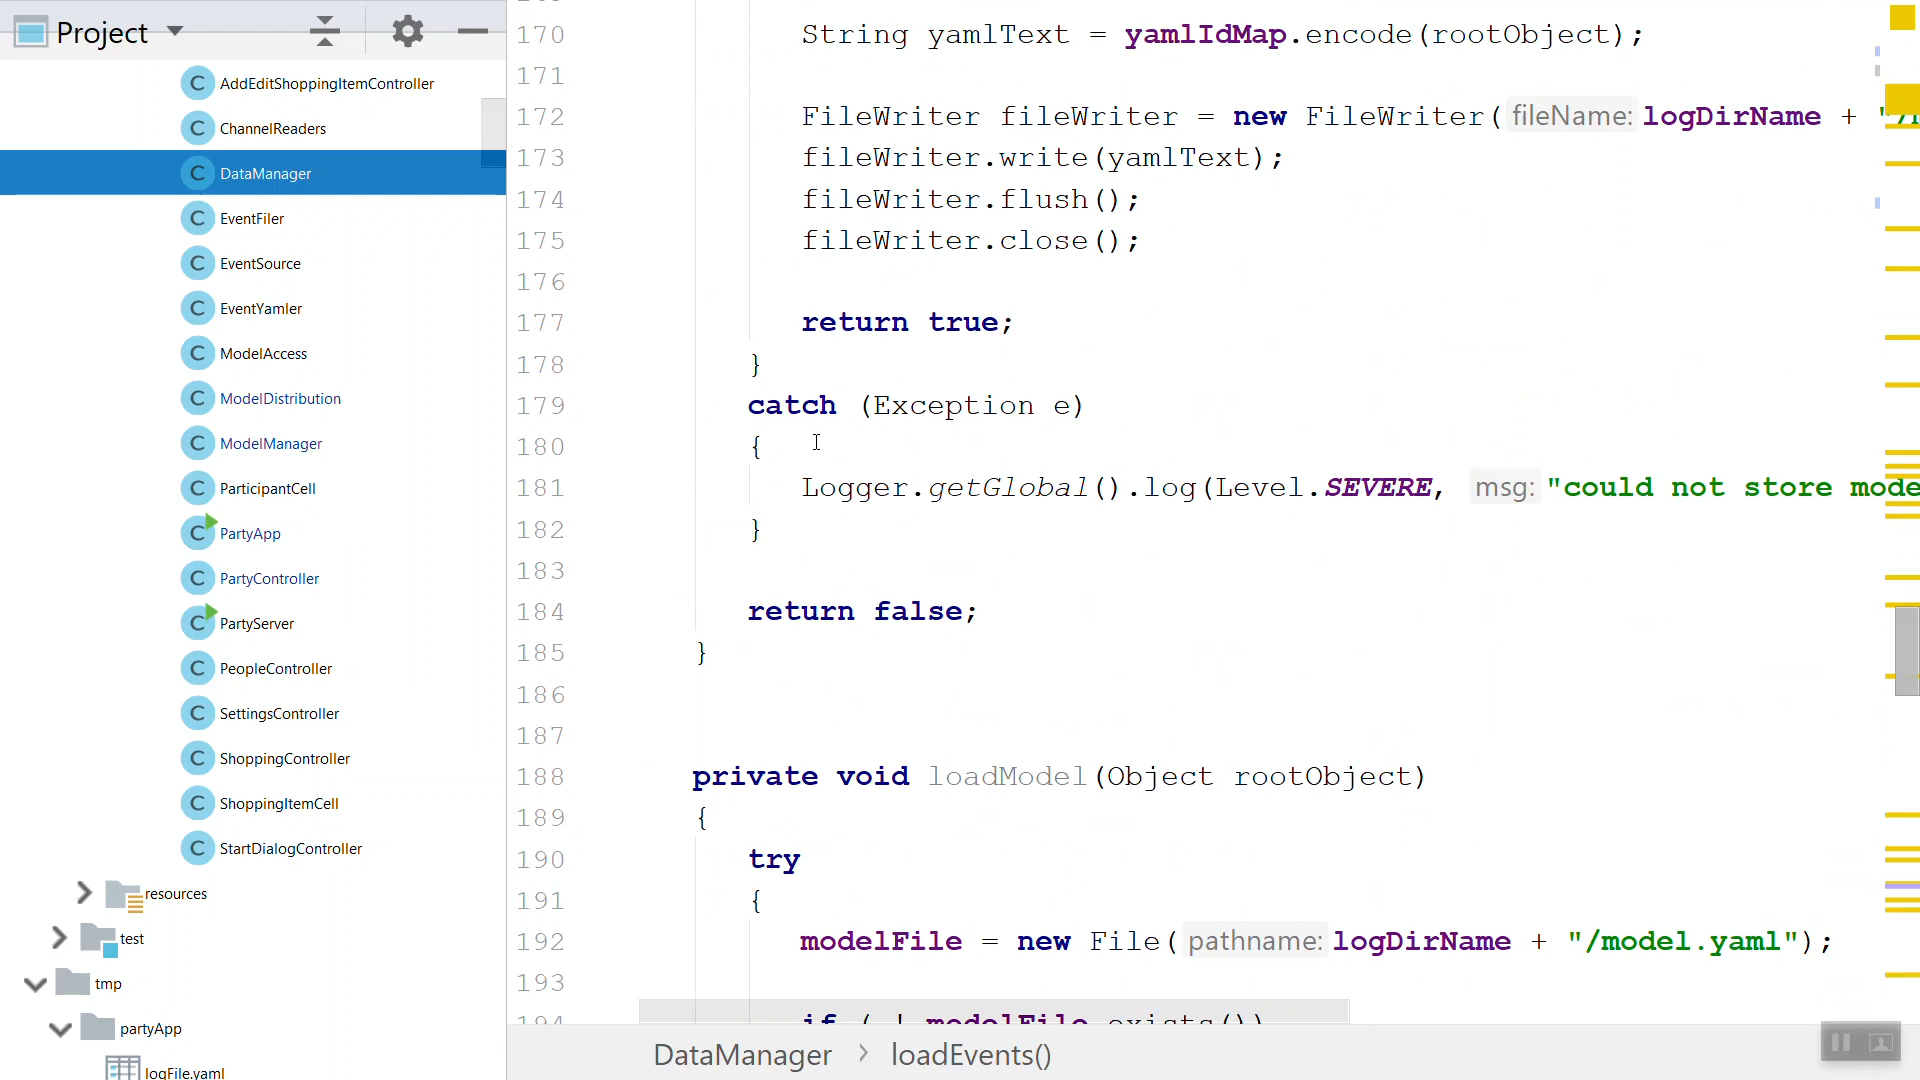 Project
AddEditShoppingItemController
ChannelReaders
DataManager
EventFiler
EventSource
EventYamler
ModelAccess
ModelDistribution
ModelManager
ParticipantCell
PartyApp
PartyController
PartyServer
PeopleController
SettingsController
ShoppingController
ShoppingItemCell
StartDialogController
resources
test
tmp
partyApp
logFile.yaml
170 String yamlText = yamlIdMap.encode(rootObject);
171
172 FileWriter fileWriter = new FileWriter( fileName: logDirName + "/
173 fileWriter.write(yamlText);
174 fileWriter.flush();
175 fileWriter.close();
176
177 return true;
178 }
179 catch (Exception e)
180 {
181 Logger.getGlobal().log(Level.SEVERE, msg: "could not store mode
182 }
183
184 return false;
185 }
186
187
188 private void loadModel(Object rootObject)
189 {
190 try
191 {
192 modelFile = new File( pathname: logDirName + "/model.yaml");
193
194 if ( ! modelFile.exists())
DataManager > loadEvents()